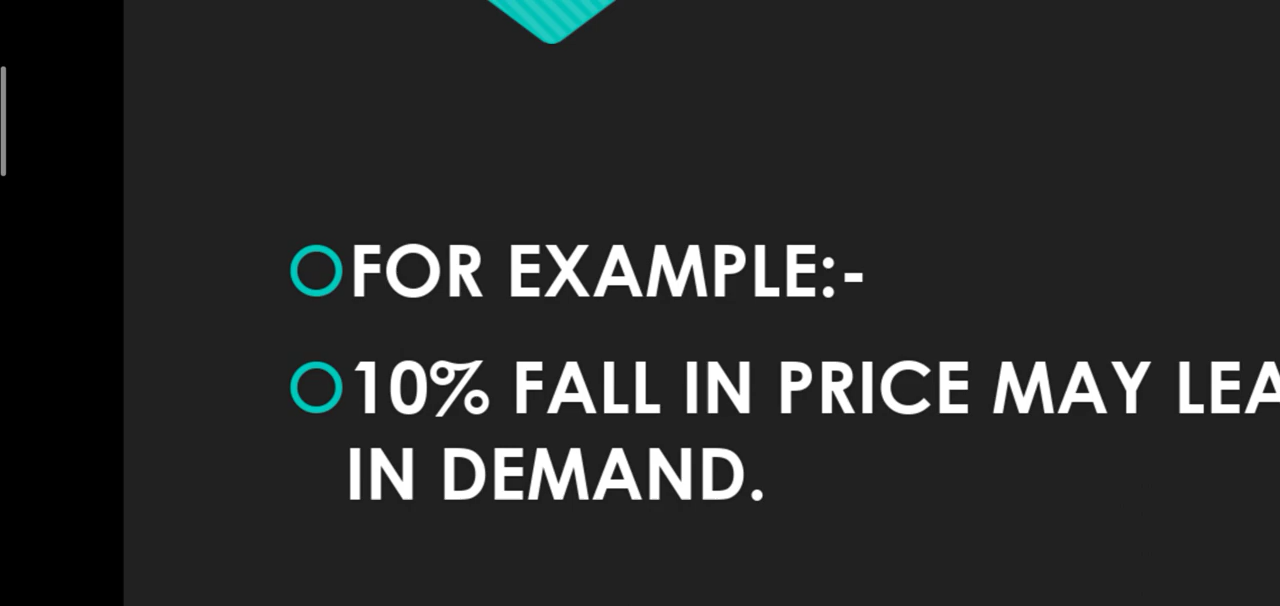 FOR EXAMPLE:-
10% FALL IN PRICE MAY
IN DEMAND.